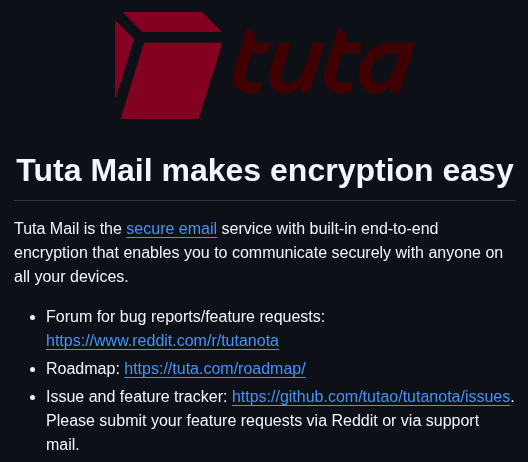 tuta
Tuta Mail makes encryption easy
Tuta Mail is the secure email service with built-in end-to-end
encryption that enables you to communicate securely with anyone on
all your devices.
Forum for bug reports/feature requests:
https://www.reddit.com/r/tutanota
Roadmap: https://tuta.com/roadmap/
Issue and feature tracker: https://github.com/tutao/tutanota/issues.
Please submit your feature requests via Reddit or via support
mail.